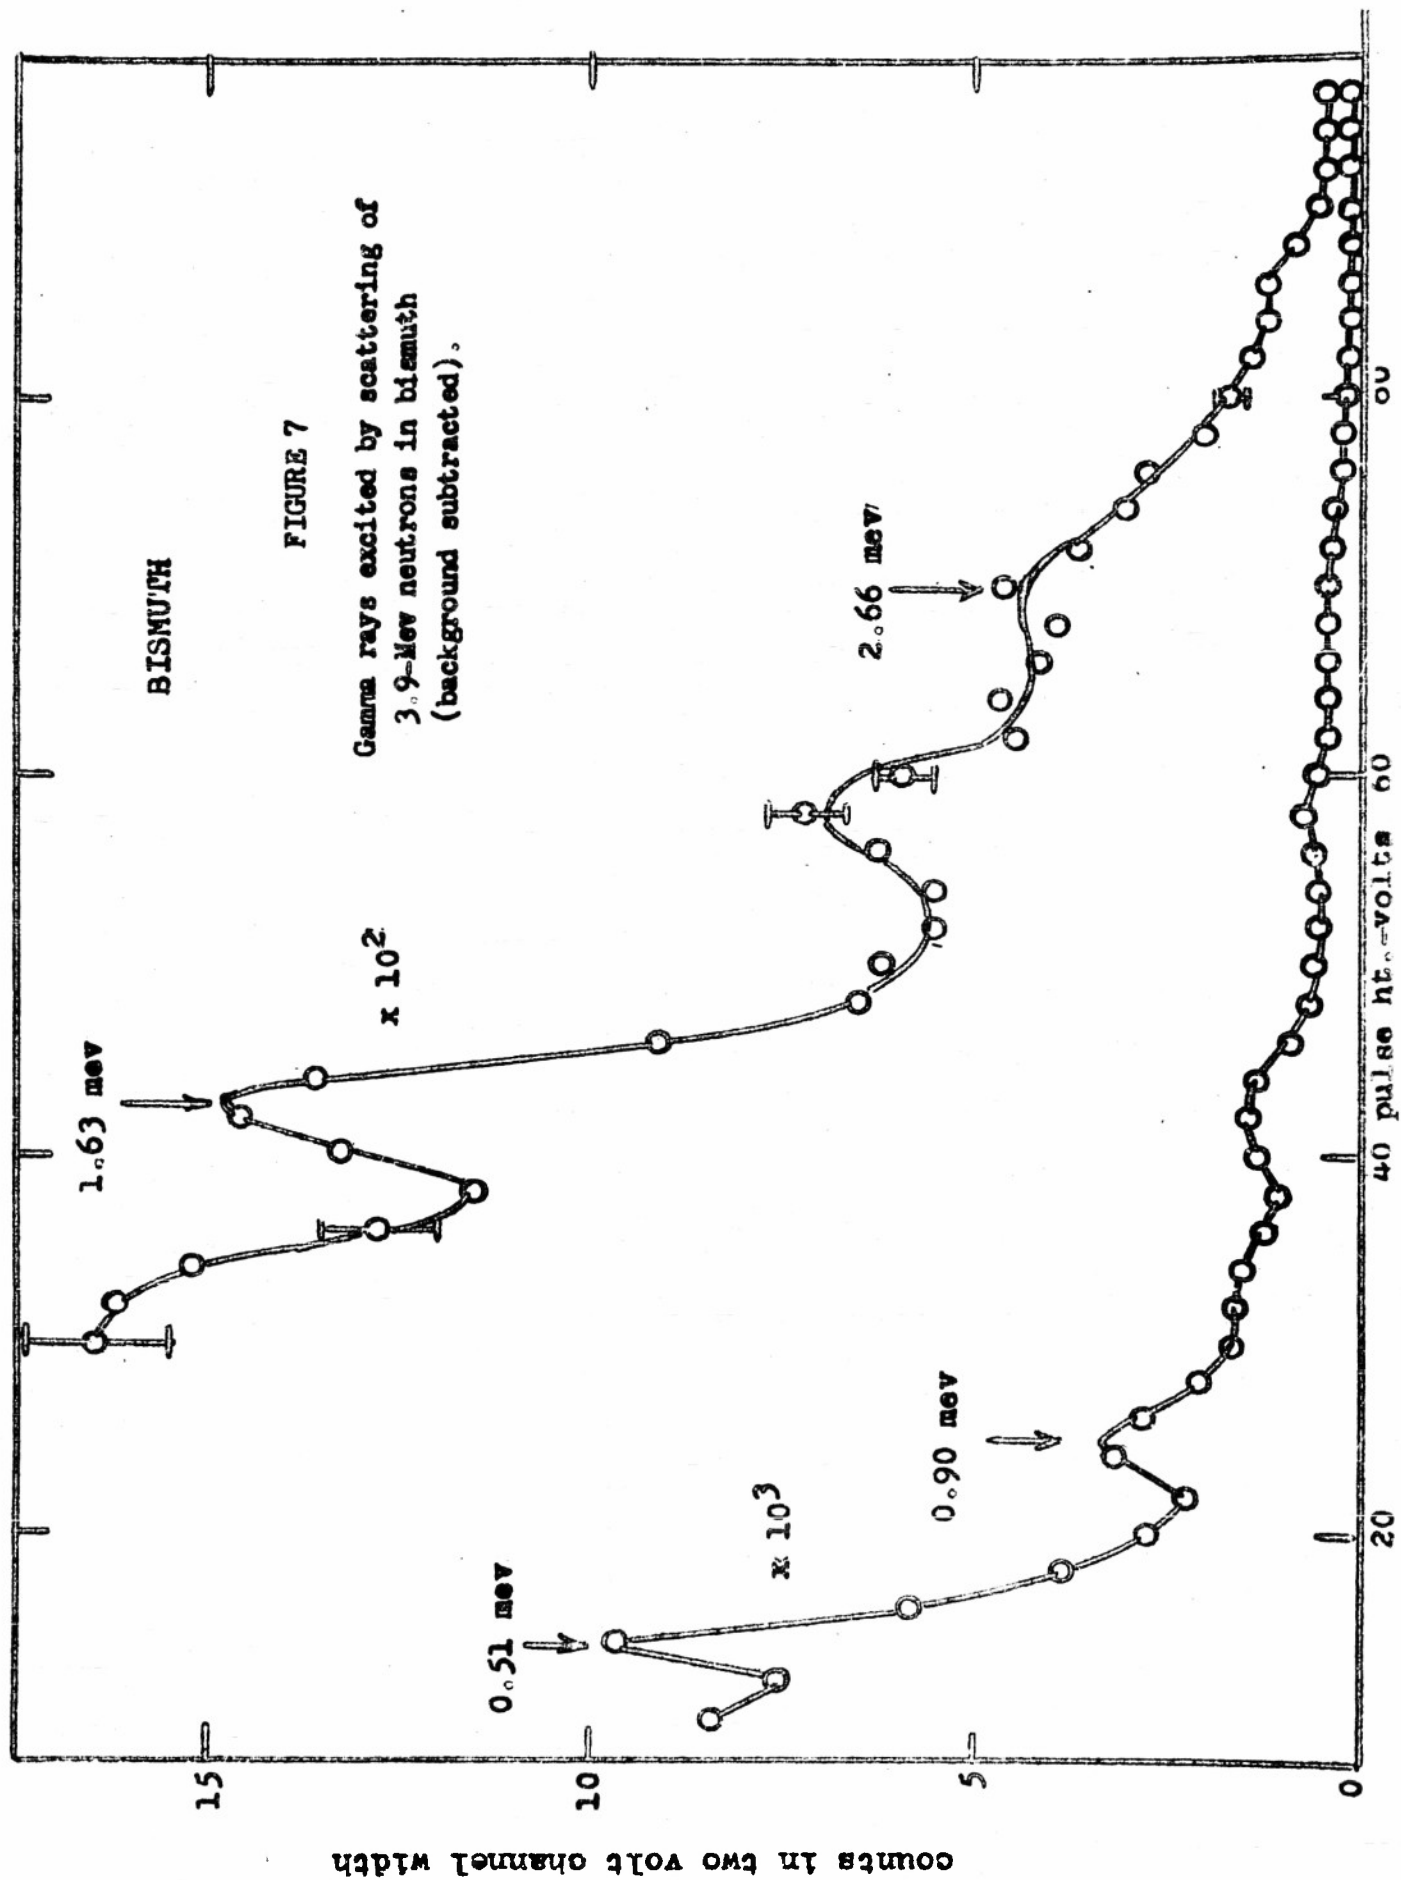 BISMUTH
FIGURE 7
Gamma rays excited by scattering of
3.9-Mev neutrons in bismuth
(background subtracted).
1.63 mev
x 10²
2.66 mev
0.51 mev
x 10³
0.90 mev
15
10
5
0
20
40
60
counts in two volt channel width
pulse ht.-volts